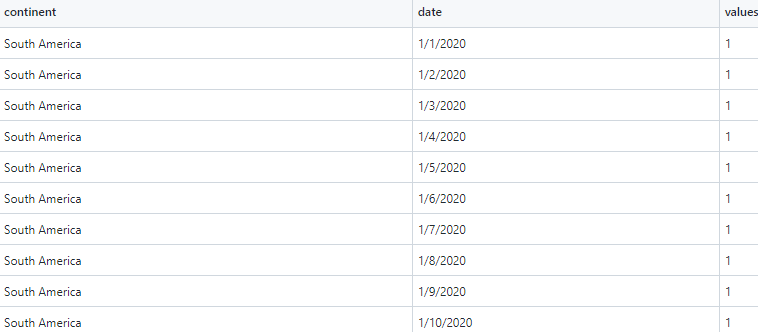 continent date values
South America 1/1/2020 1
South America 1/2/2020 1
South America 1/3/2020 1
South America 1/4/2020 1
South America 1/5/2020 1
South America 1/6/2020 1
South America 1/7/2020 1
South America 1/8/2020 1
South America 1/9/2020 1
South America 1/10/2020 1